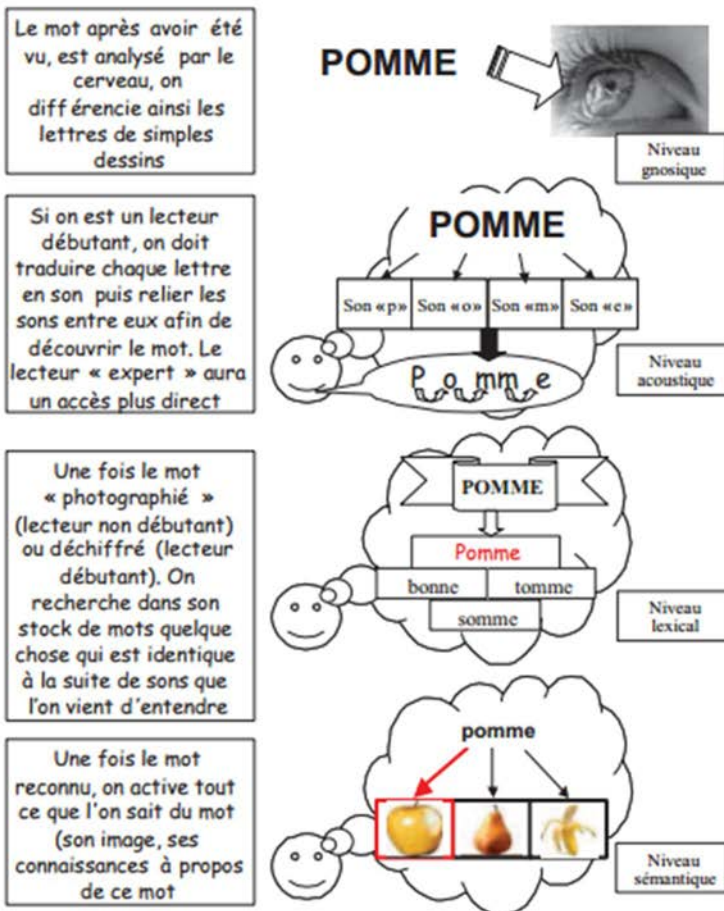 Le mot après avoir été
vu, est analysé par le
cerveau, on
différencie ainsi les
lettres de simples
dessins
POMME
Niveau
gnosique
Si on est un lecteur
débutant, on doit
traduire chaque lettre
en son puis relier les
sons entre eux afin de
découvrir le mot. Le
lecteur « expert » aura
un accès plus direct
POMME
Son «p» Son «o» Son «m» Son «e»
P o mm e
Niveau
acoustique
Une fois le mot
« photographié »
(lecteur non débutant)
ou déchiffré (lecteur
débutant). On
recherche dans son
stock de mots quelque
chose qui est identique
à la suite de sons que
l'on vient d'entendre
POMME
Pomme
bonne tomme
somme
Niveau
lexical
Une fois le mot
reconnu, on active tout
ce que l'on sait du mot
(son image, ses
connaissances à propos
de ce mot
pomme
Niveau
sémantique